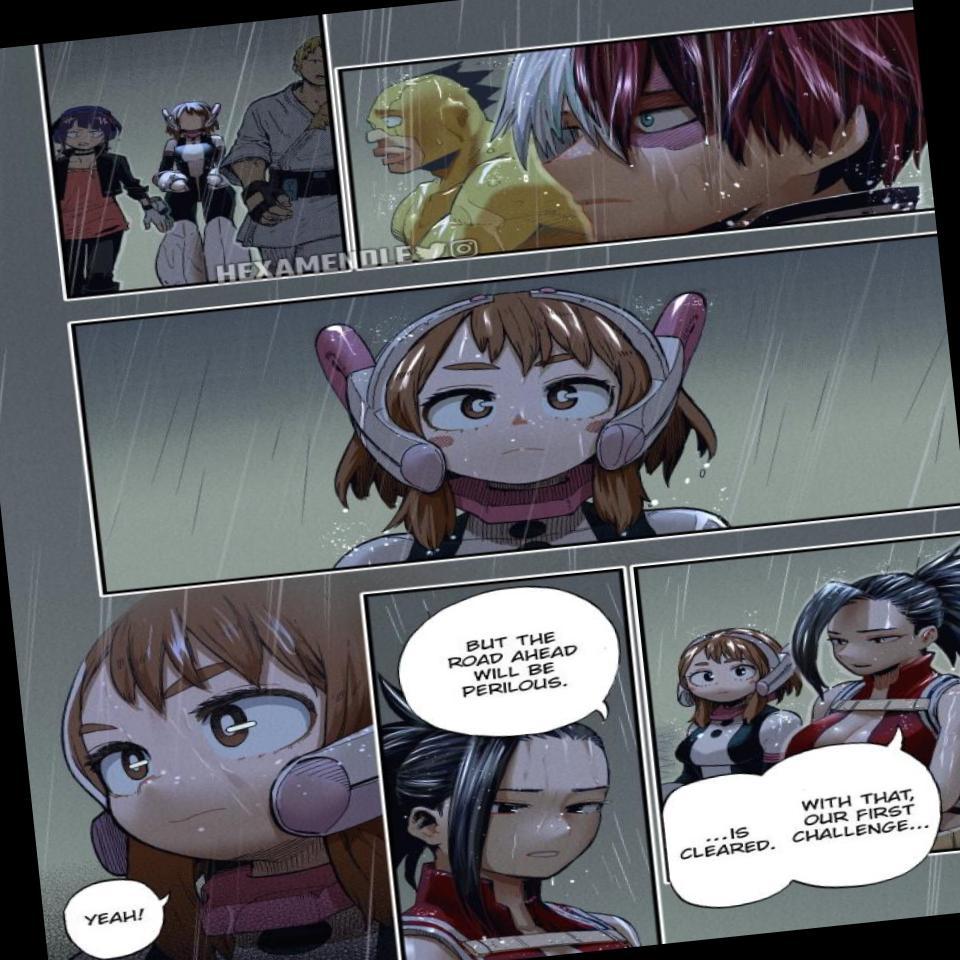 HEXAMENDLE
WITH THAT,
OUR FIRST
CHALLENGE...
...IS
CLEARED.
BUT THE
ROAD AHEAD
WILL BE
PERILOUS.
YEAH!